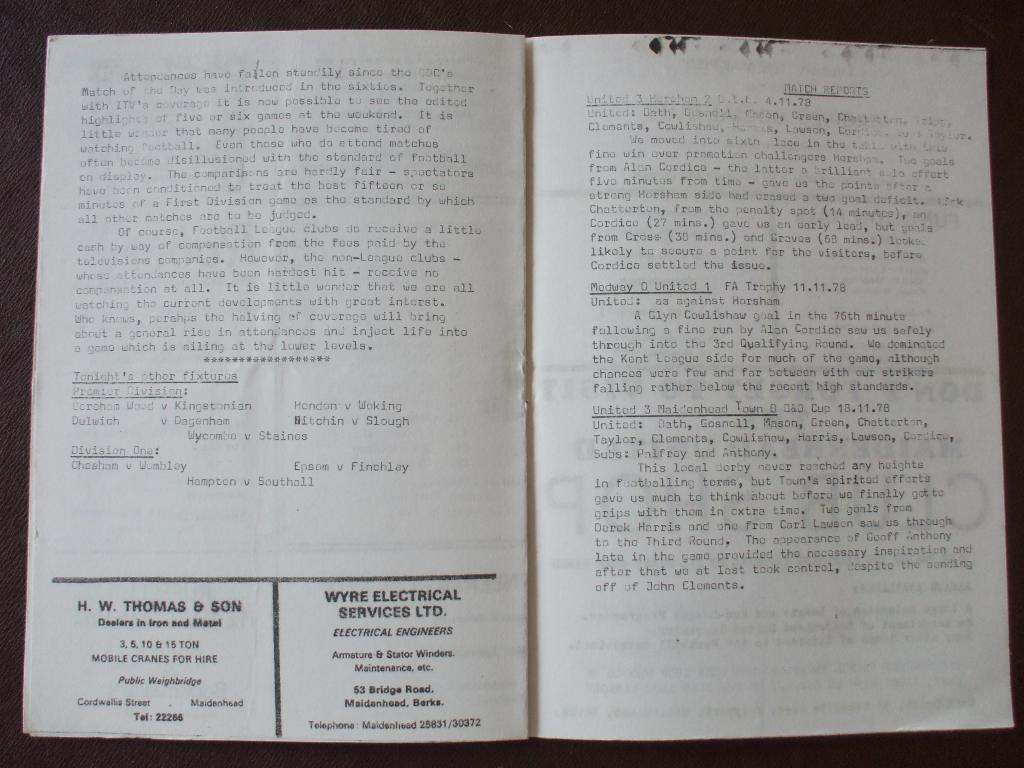 Attendances have fallen steadily since the BBC's
Match of the Day was introduced in the sixties. Together
with ITV's coverage it is now possible to see the edited
highlights of five or six games at the weekend. It is
little wonder that many people have become tired of
watching football. Even those who do attend matches
often become disillusioned with the standard of football
on display. The comparisons are hardly fair - spectators
have been conditioned to treat the best fifteen or so
minutes of a First Division game as the standard by which
all other matches are to be judged.
Of course, Football League clubs do receive a little
cash by way of compensation from the fees paid by the
televisions companies. However, the non-League clubs -
whose attendances have been hardest hit - receive no
compensation at all. It is little wonder that we are all
watching the current developments with great interst.
Who knows, perahps the halving of coverage will bring
about a general rise in attendances and inject life into
a game which is ailing at the lower levels.
*******************
Tonight's other fixtures
Premier Division:
Boreham Wood v Kingstonian Hendon v Woking
Dulwich v Dagenham Hitchin v Slough
Wycombe v Staines
Division One:
Chesham v Wembley Epsom v Finchley
Hampton v Southall
H. W. THOMAS & SON
Dealers in Iron and Metal
3, 5, 10 & 15 TON
MOBILE CRANES FOR HIRE
Public Weighbridge
Cordwallis Street . Maidenhead
Tel: 22266
WYRE ELECTRICAL
SERVICES LTD.
ELECTRICAL ENGINEERS
Armature & Stator Winders.
Maintenance, etc.
53 Bridge Road,
Maidenhead, Berks.
Telephone: Maidenhead 25831/30372
MATCH REPORTS
United 3 Horsham 2 4.11.78
United: Bath, Gosnell, Mason, Green, Chatterton,
Clements, Cowlishaw, Harris, Lawson, Cordice, Taylor.
We moved into sixth place in the table with this
fine win over promotion challengers Horsham. Two goals
from Alan Cordice - the latter a brilliant solo effort
five minutes from time - gave us the points after a
strong Horsham side had erased a two goal deficit.
Chatterton, from the penalty spot (14 minutes), an
Cordice (27 mins.) gave us an early lead, but goals
from Cross (38 mins.) and Graves (68 mins.) looke
likely to secure a point for the visitors, before
Cordice settled the issue.
Medway 0 United 1 FA Trophy 11.11.78
United: as against Horsham
A Glyn Cowlishaw goal in the 76th minute
following a fine run by Alan Cordice saw us safely
through into the 3rd Qualifying Round. We dominated
the Kent League side for much of the game, although
chances were few and far between with our strikers
falling rather below the recent high standards.
United 3 Maidenhead Town 0 B&B Cup 18.11.78
United: Bath, Gosnell, Mason, Green, Chatterton,
Taylor, Clements, Cowlishaw, Harris, Lawson, Cordice,
Subs: Palfrey and Anthony.
This local derby never reached any heights
in footballing terms, but Town's spirited efforts
gave us much to think about before we finally got to
grips with them in extra time. Two goals from
Derek Harris and one from Carl Lawson saw us through
to the Third Round. The appearance of Geoff Anthony
late in the game provided the necessary inspiration and
after that we at last took control, despite the sending
off of John Clements.